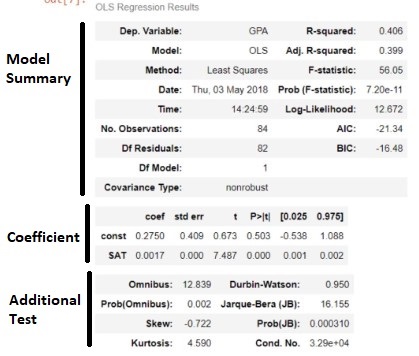 OLS Regression Results
Model Summary
Dep. Variable: GPA R-squared: 0.406
Model: OLS Adj. R-squared: 0.399
Method: Least Squares F-statistic: 56.05
Date: Thu, 03 May 2018 Prob (F-statistic): 7.20e-11
Time: 14:24:59 Log-Likelihood: 12.672
No. Observations: 84 AIC: -21.34
Df Residuals: 82 BIC: -16.48
Df Model: 1
Covariance Type: nonrobust
Coefficient
coef std err t P>|t| [0.025 0.975]
const 0.2750 0.409 0.673 0.503 -0.538 1.088
SAT 0.0017 0.000 7.487 0.000 0.001 0.002
Additional Test
Omnibus: 12.839 Durbin-Watson: 0.950
Prob(Omnibus): 0.002 Jarque-Bera (JB): 16.155
Skew: -0.722 Prob(JB): 0.000310
Kurtosis: 4.590 Cond. No. 3.29e+04